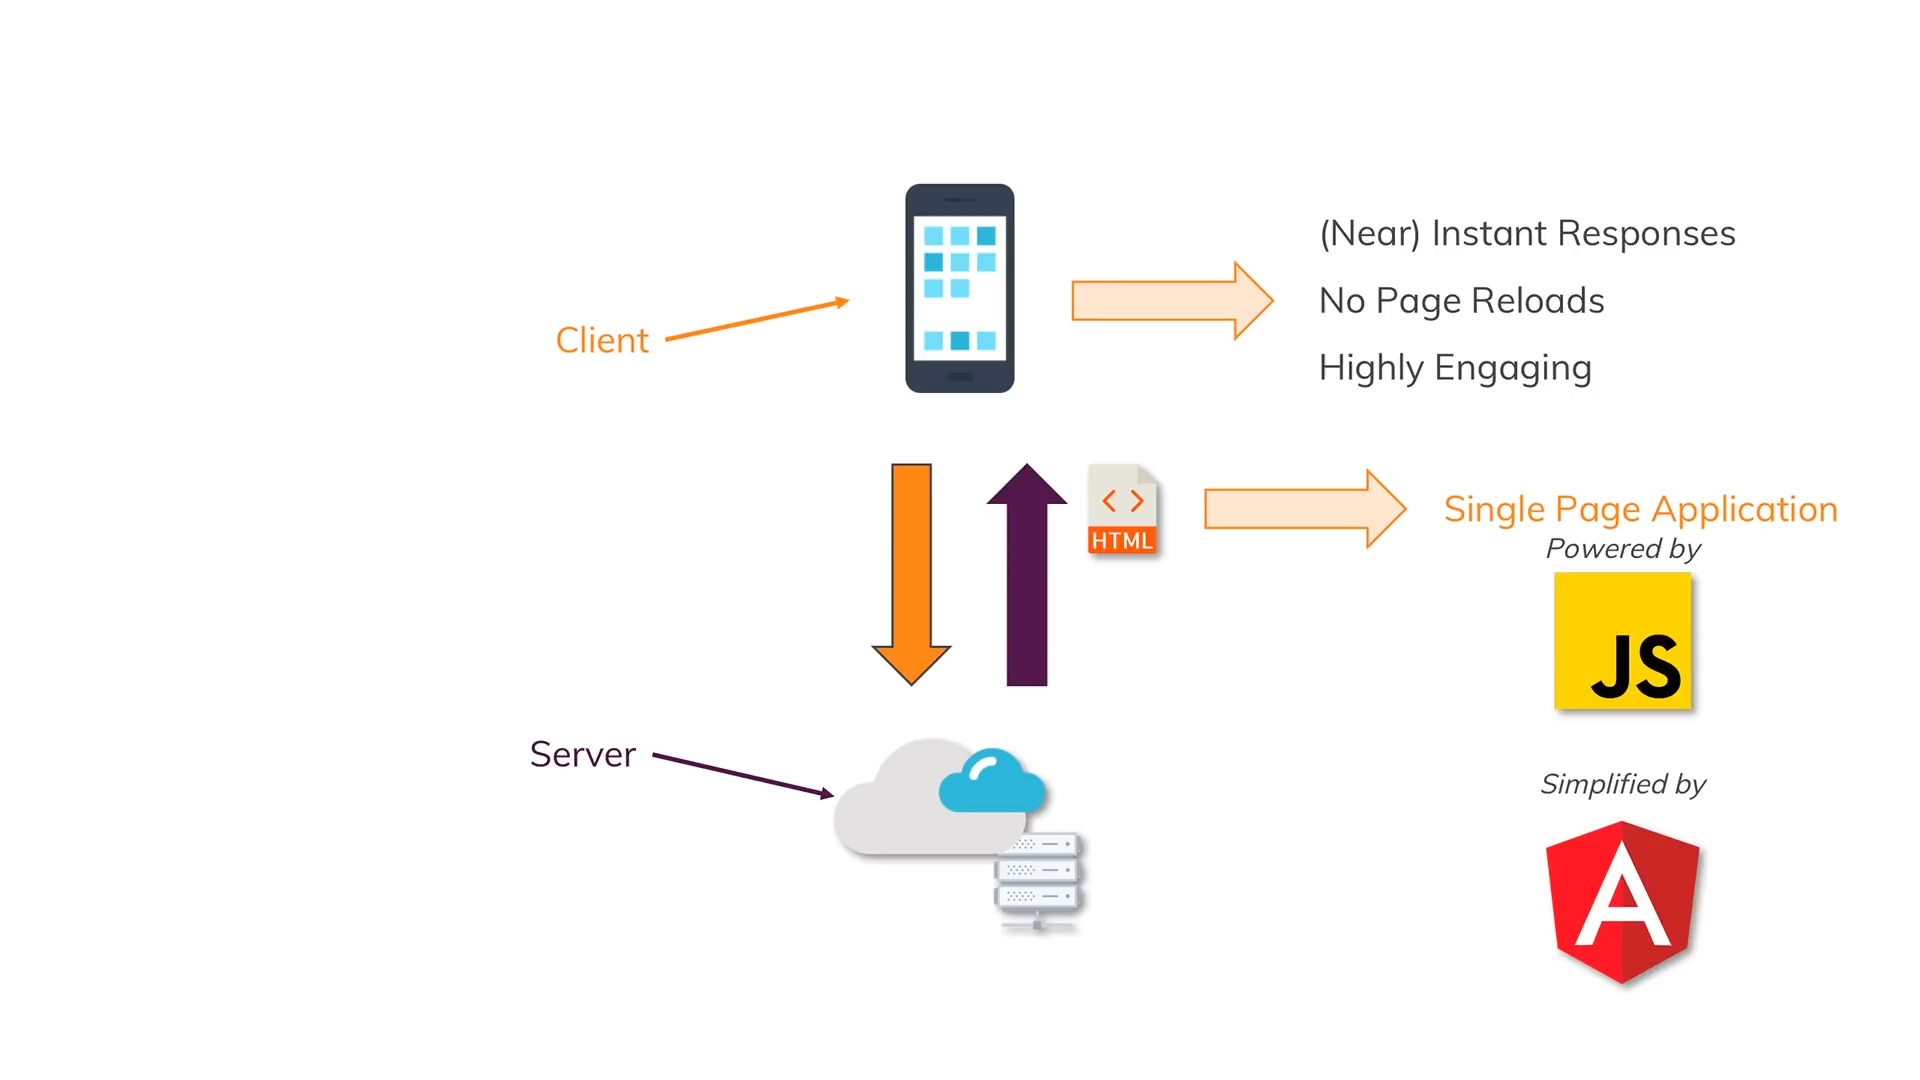 (Near) Instant Responses
No Page Reloads
Highly Engaging
Client
HTML
Single Page Application
Powered by
JS
Server
Simplified by
A